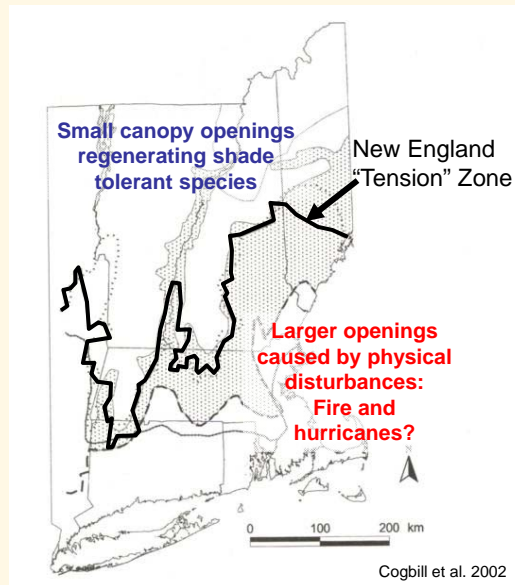 Small canopy openings
regenerating shade
tolerant species
New England
“Tension” Zone
Larger openings
caused by physical
disturbances:
Fire and
hurricanes?
N
0 100 200 km
Cogbill et al. 2002